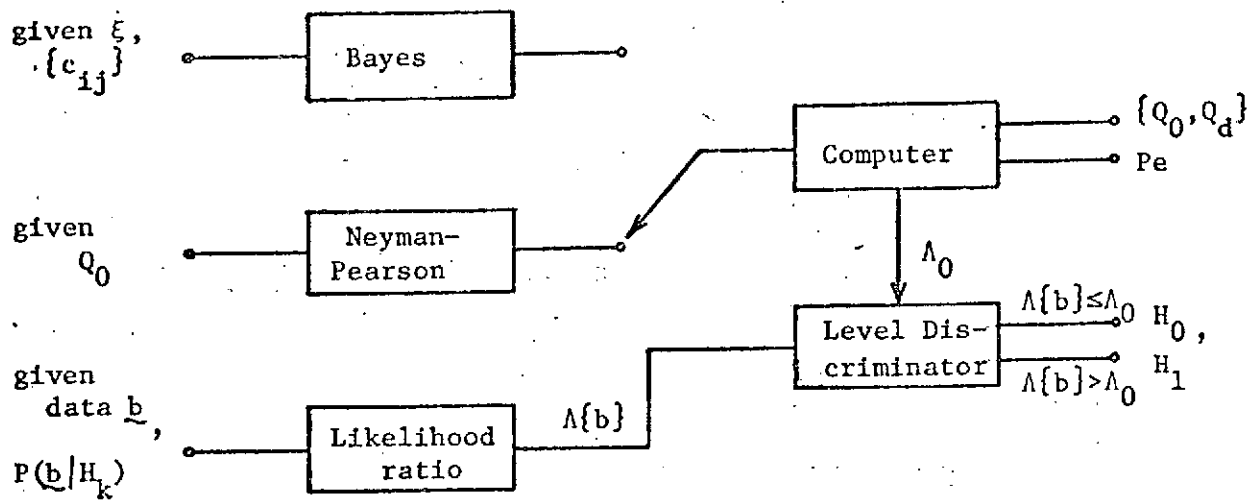 given ξ,
{c_ij}
Bayes
Computer
{Q_0,Q_d}
Pe
given
Q_0
Neyman-
Pearson
Λ_0
Level Dis-
criminator
Λ{b}≤Λ_0 H_0,
Λ{b}>Λ_0 H_1
given
data b,
P(b/H_k)
Likelihood
ratio
Λ{b}